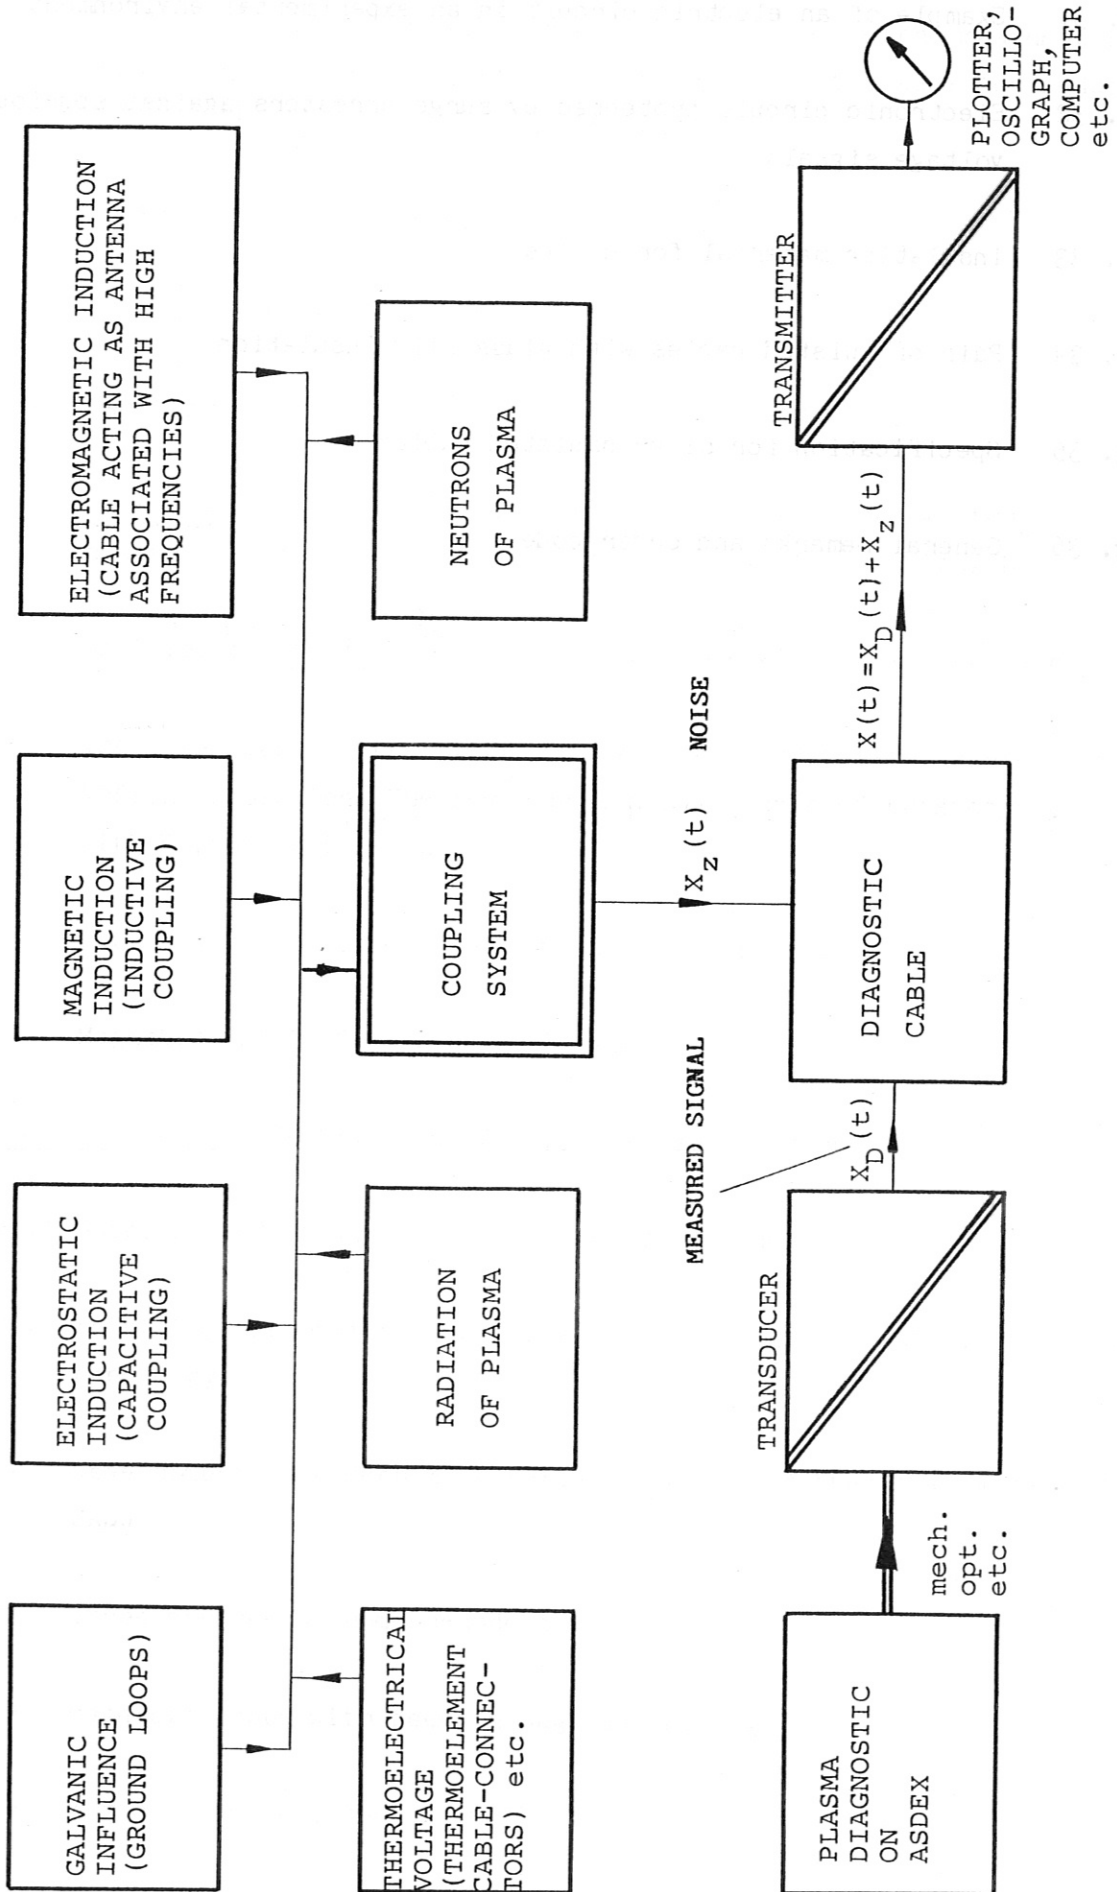 GALVANIC
INFLUENCE
(GROUND LOOPS)
ELECTROSTATIC
INDUCTION
(CAPACITIVE
COUPLING)
MAGNETIC
INDUCTION
(INDUCTIVE
COUPLING)
ELECTROMAGNETIC INDUCTION
(CABLE ACTING AS ANTENNA
ASSOCIATED WITH HIGH
FREQUENCIES)
THERMOELECTRICAL
VOLTAGE
(THERMOELEMENT
CABLE-CONNEC-
TORS) etc.
RADIATION
OF PLASMA
COUPLING
SYSTEM
NEUTRONS
OF PLASMA
MEASURED SIGNAL
X_Z(t) NOISE
PLASMA
DIAGNOSTIC
ON
ASDEX
mech.
opt.
etc.
TRANSDUCER
X_D(t)
DIAGNOSTIC
CABLE
X(t)=X_D(t)+X_Z(t)
TRANSMITTER
PLOTTER,
OSCILLO-
GRAPH,
COMPUTER
etc.